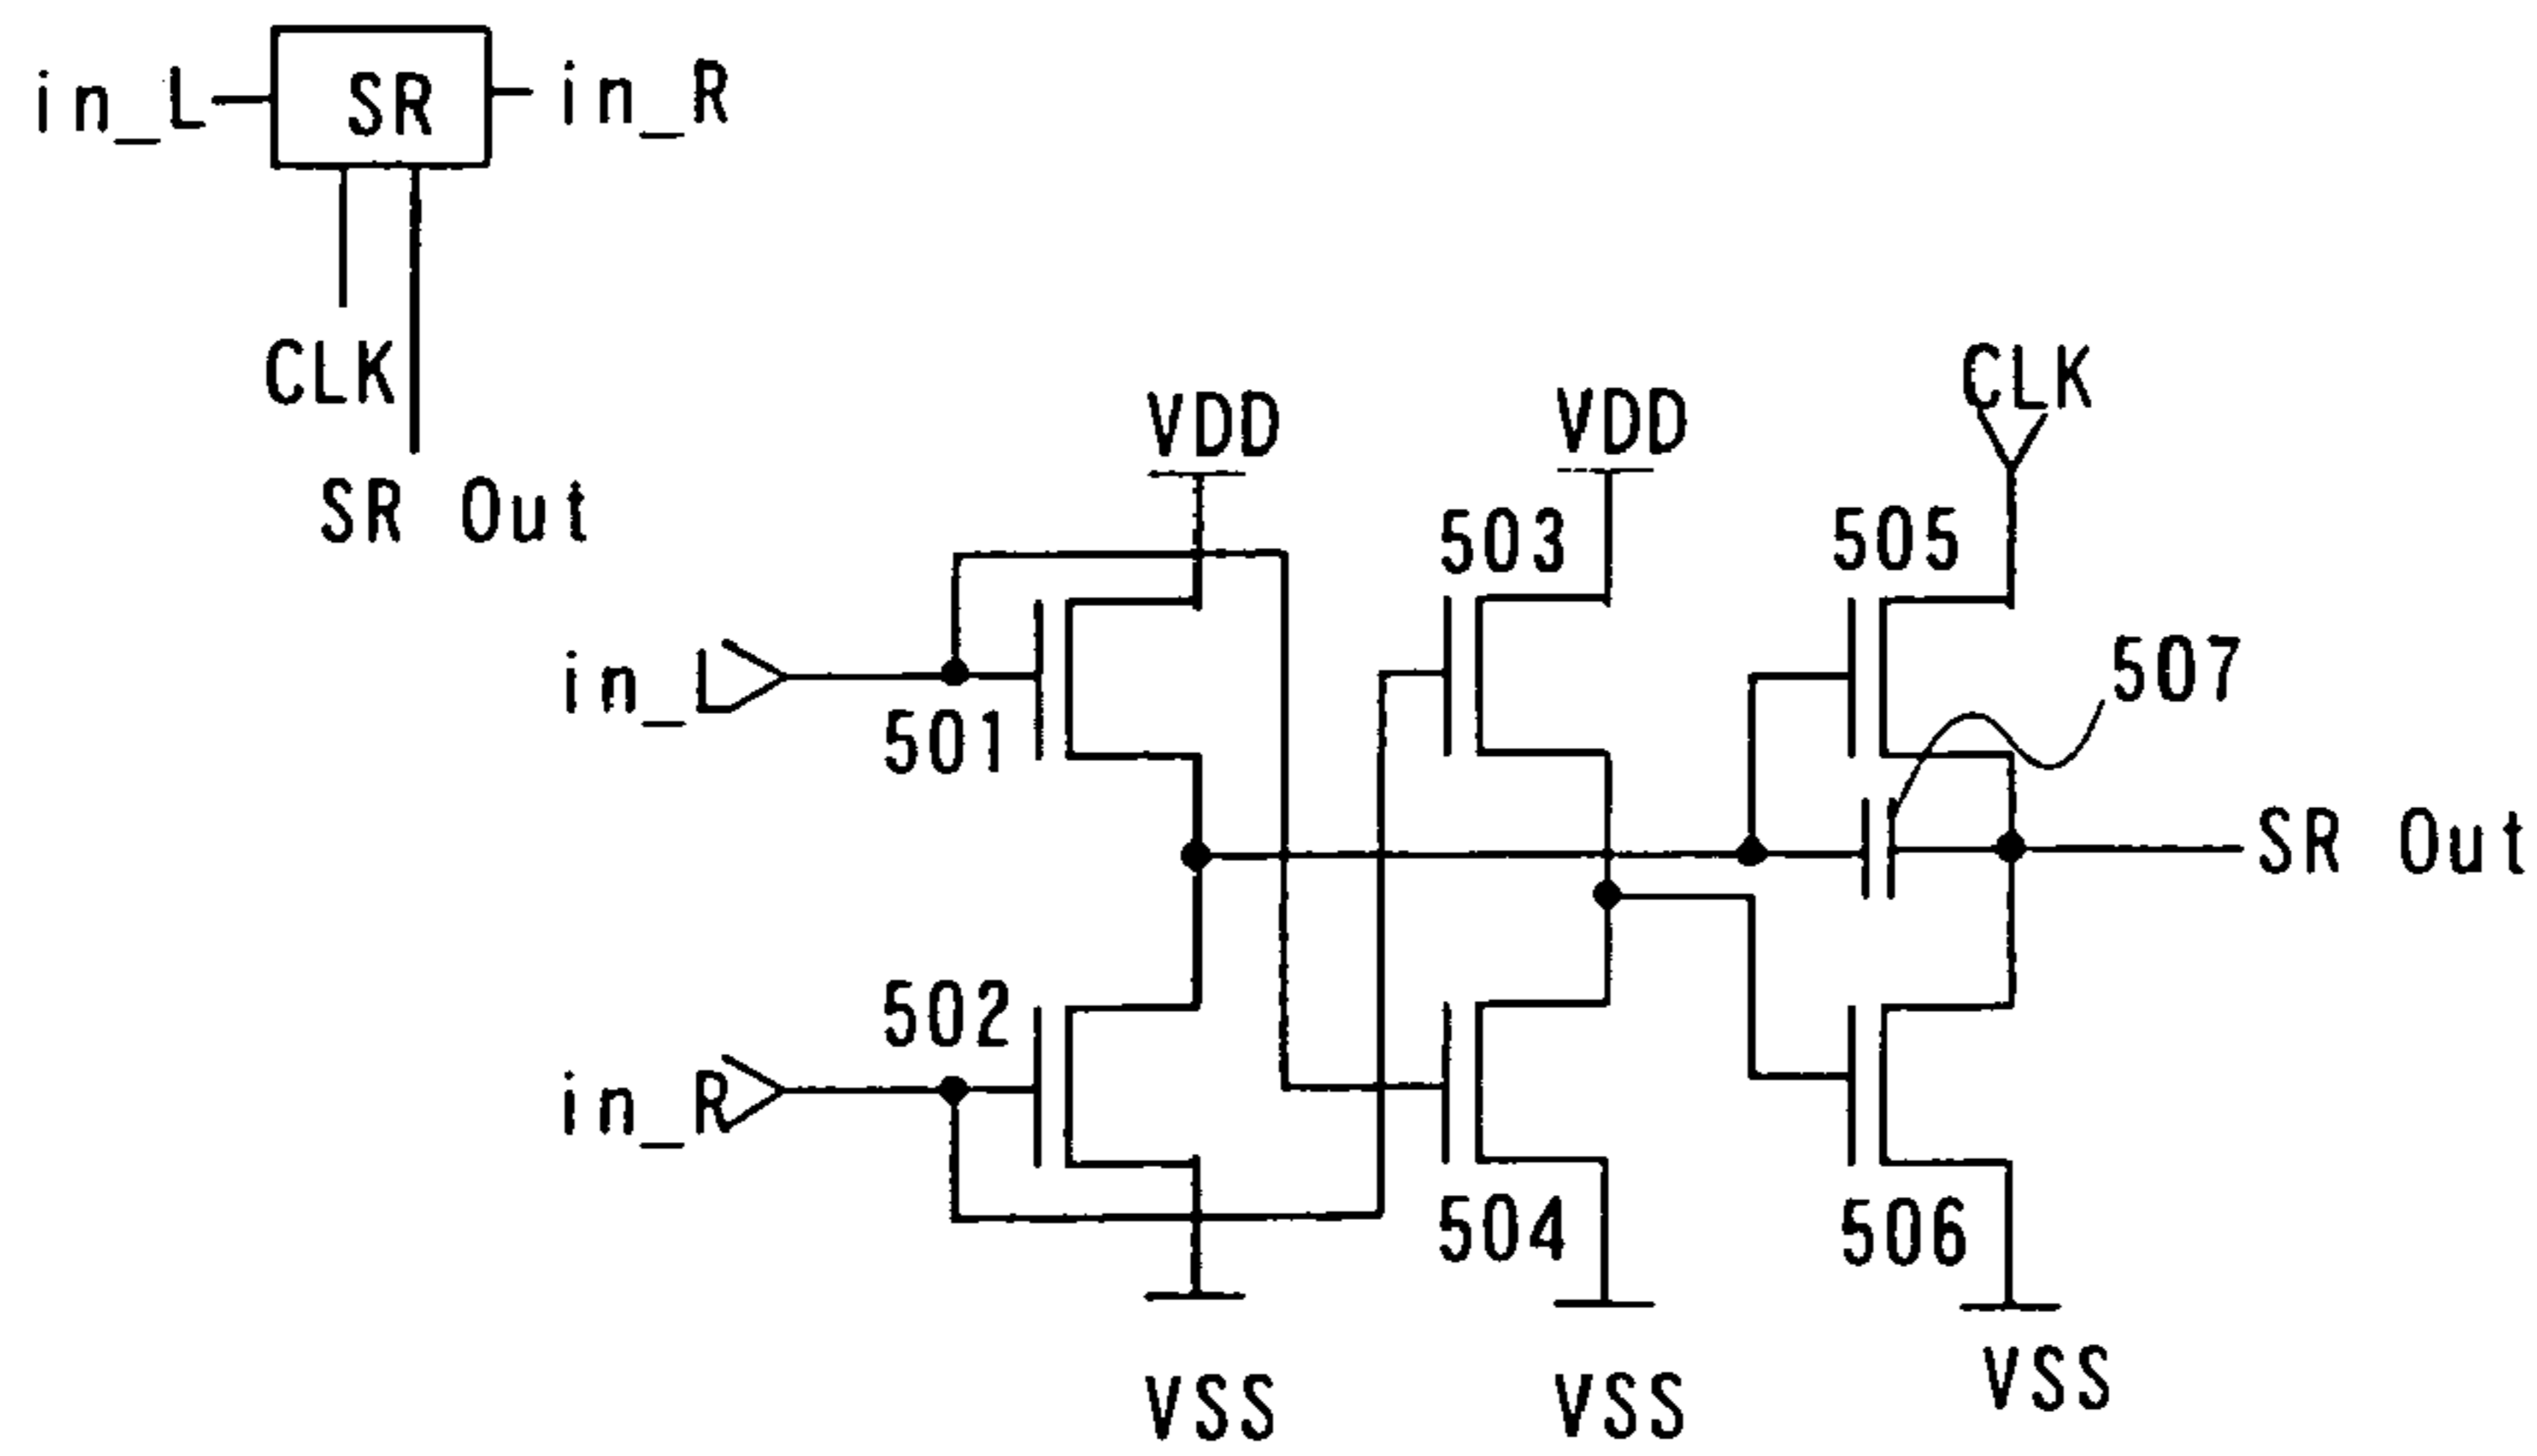 in_L
SR
in_R
CLK
SR Out
VDD
VDD
CLK
503
505
507
in_L
501
SR Out
502
in_R
504
506
VSS
VSS
VSS